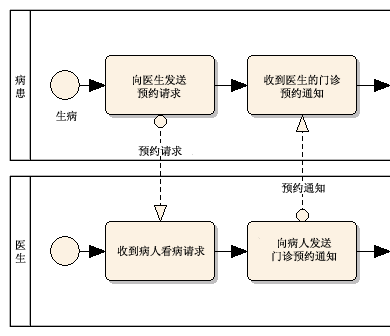 病患
生病
向医生发送
预约请求
收到医生的门诊
预约通知
预约请求
预约通知
医生
收到病人看病请求
向病人发送
门诊预约通知